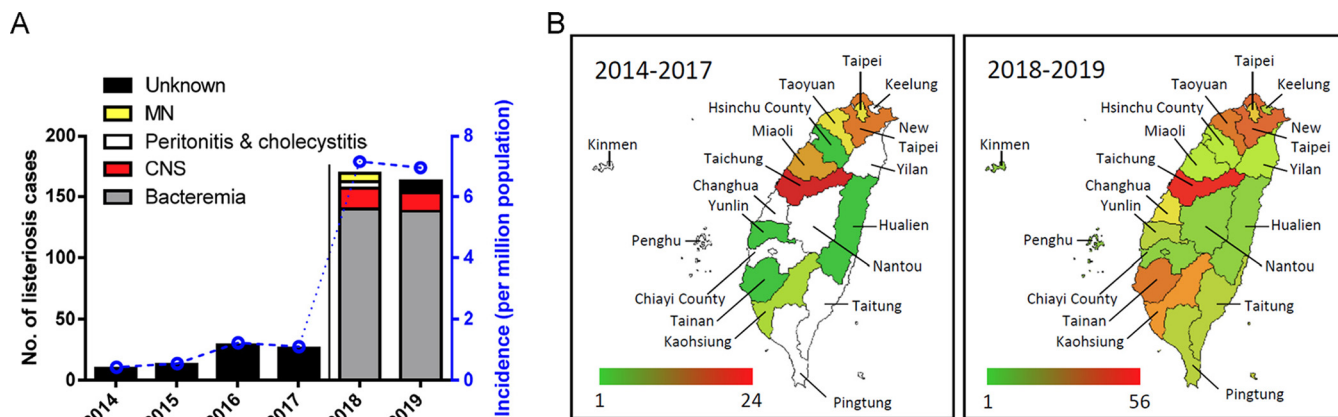 A
Unknown
MN
Peritonitis & cholecystitis
CNS
Bacteremia
No. of listeriosis cases
200
150
100
50
0
8
6
4
2
0
Incidence (per million population)
2014
2015
2016
2017
2018
2019
B
2014-2017
Taipei
Keelung
Taoyuan
Hsinchu County
New
Taipei
Miaoli
Kinmen
Yilan
Taichung
Changhua
Yunlin
Hualien
Penghu
Nantou
Chiayi County
Taitung
Tainan
Kaohsiung
Pingtung
1
24
2018-2019
Taipei
Keelung
Taoyuan
Hsinchu County
New
Taipei
Miaoli
Kinmen
Yilan
Taichung
Changhua
Yunlin
Hualien
Penghu
Nantou
Chiayi County
Taitung
Tainan
Kaohsiung
Pingtung
1
56